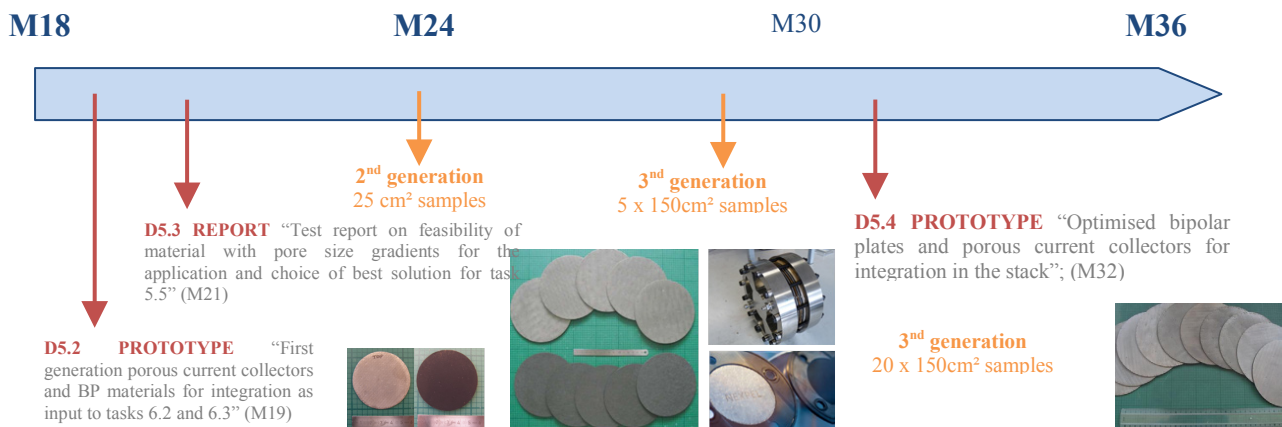 M18
M24
M30
M36
2nd generation
25 cm² samples
3nd generation
5 x 150cm² samples
D5.3 REPORT “Test report on feasibility of
material with pore size gradients for the
application and choice of best solution for task
5.5” (M21)
D5.4 PROTOTYPE “Optimised bipolar
plates and porous current collectors for
integration in the stack”; (M32)
D5.2 PROTOTYPE “First
generation porous current collectors
and BP materials for integration as
input to tasks 6.2 and 6.3” (M19)
3nd generation
20 x 150cm² samples